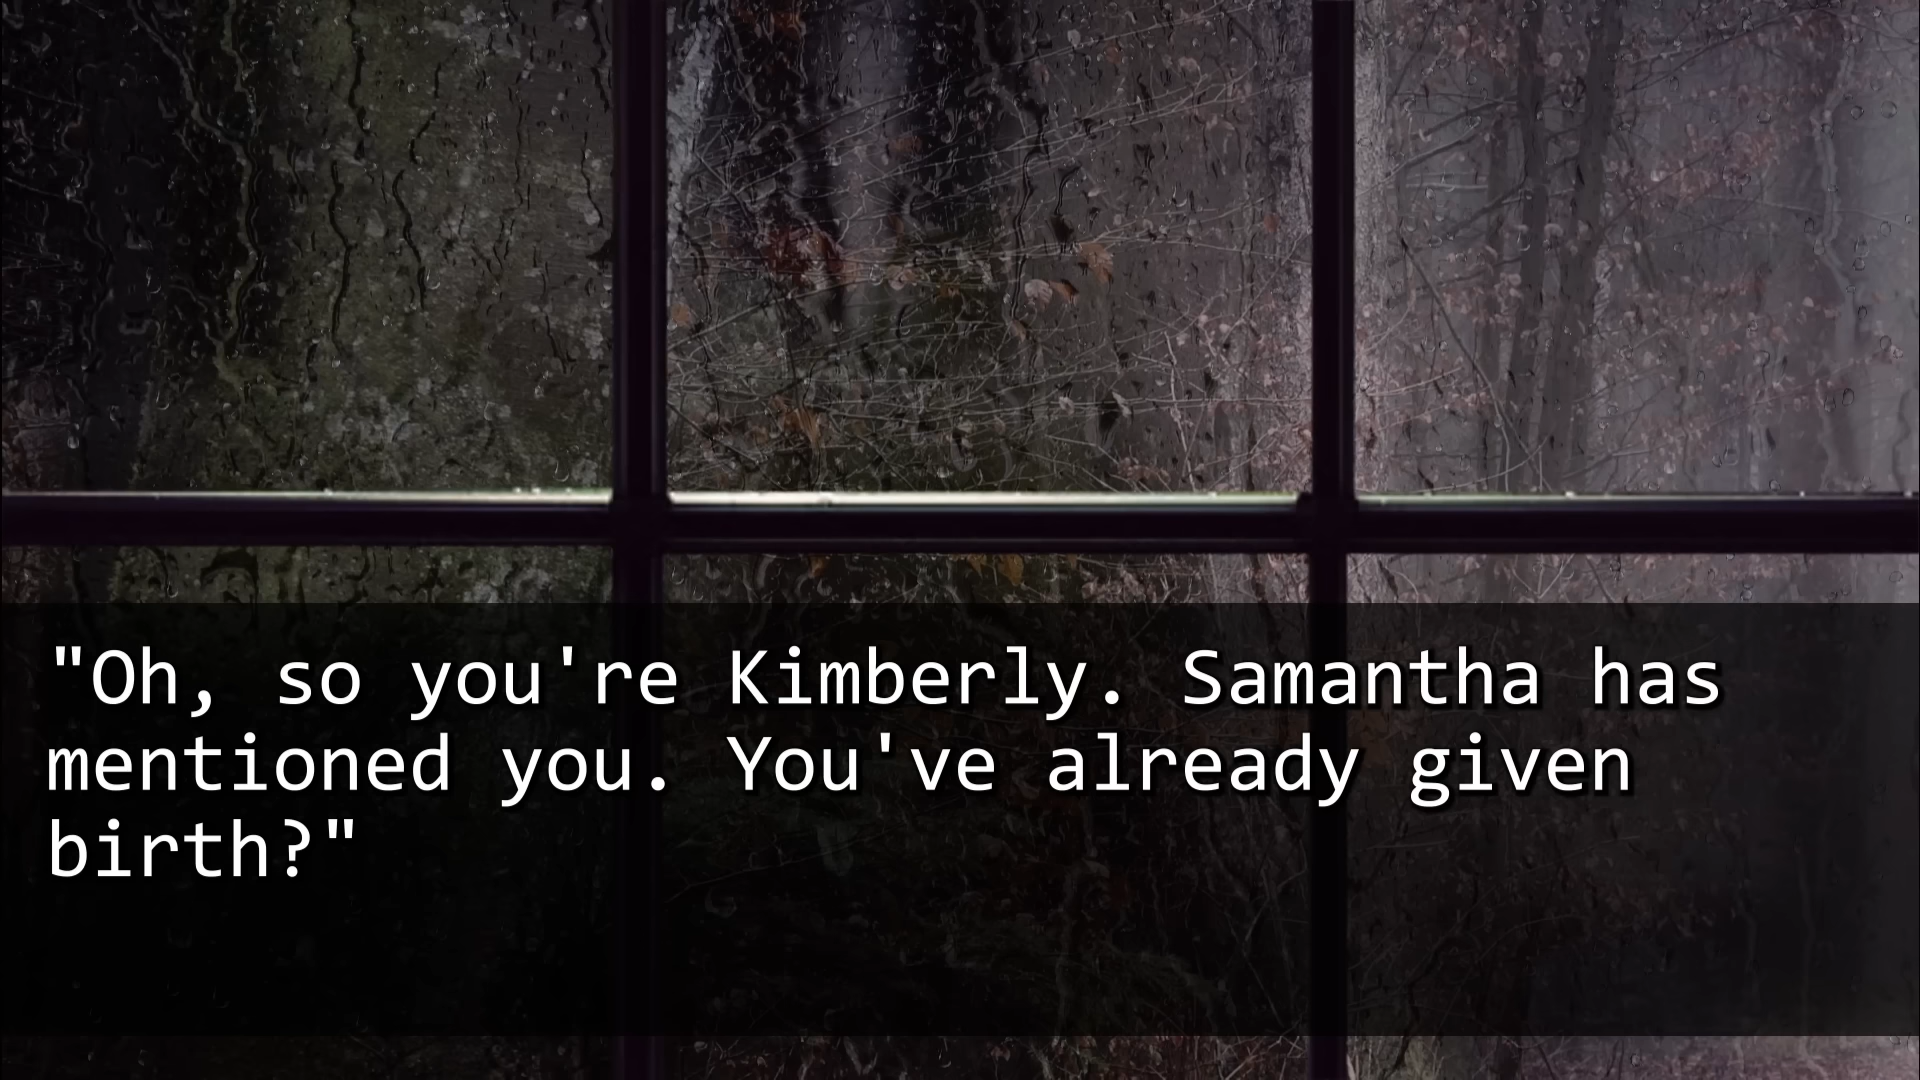 "Oh, so you're Kimberly. Samantha has
mentioned you. You've already given
birth?"